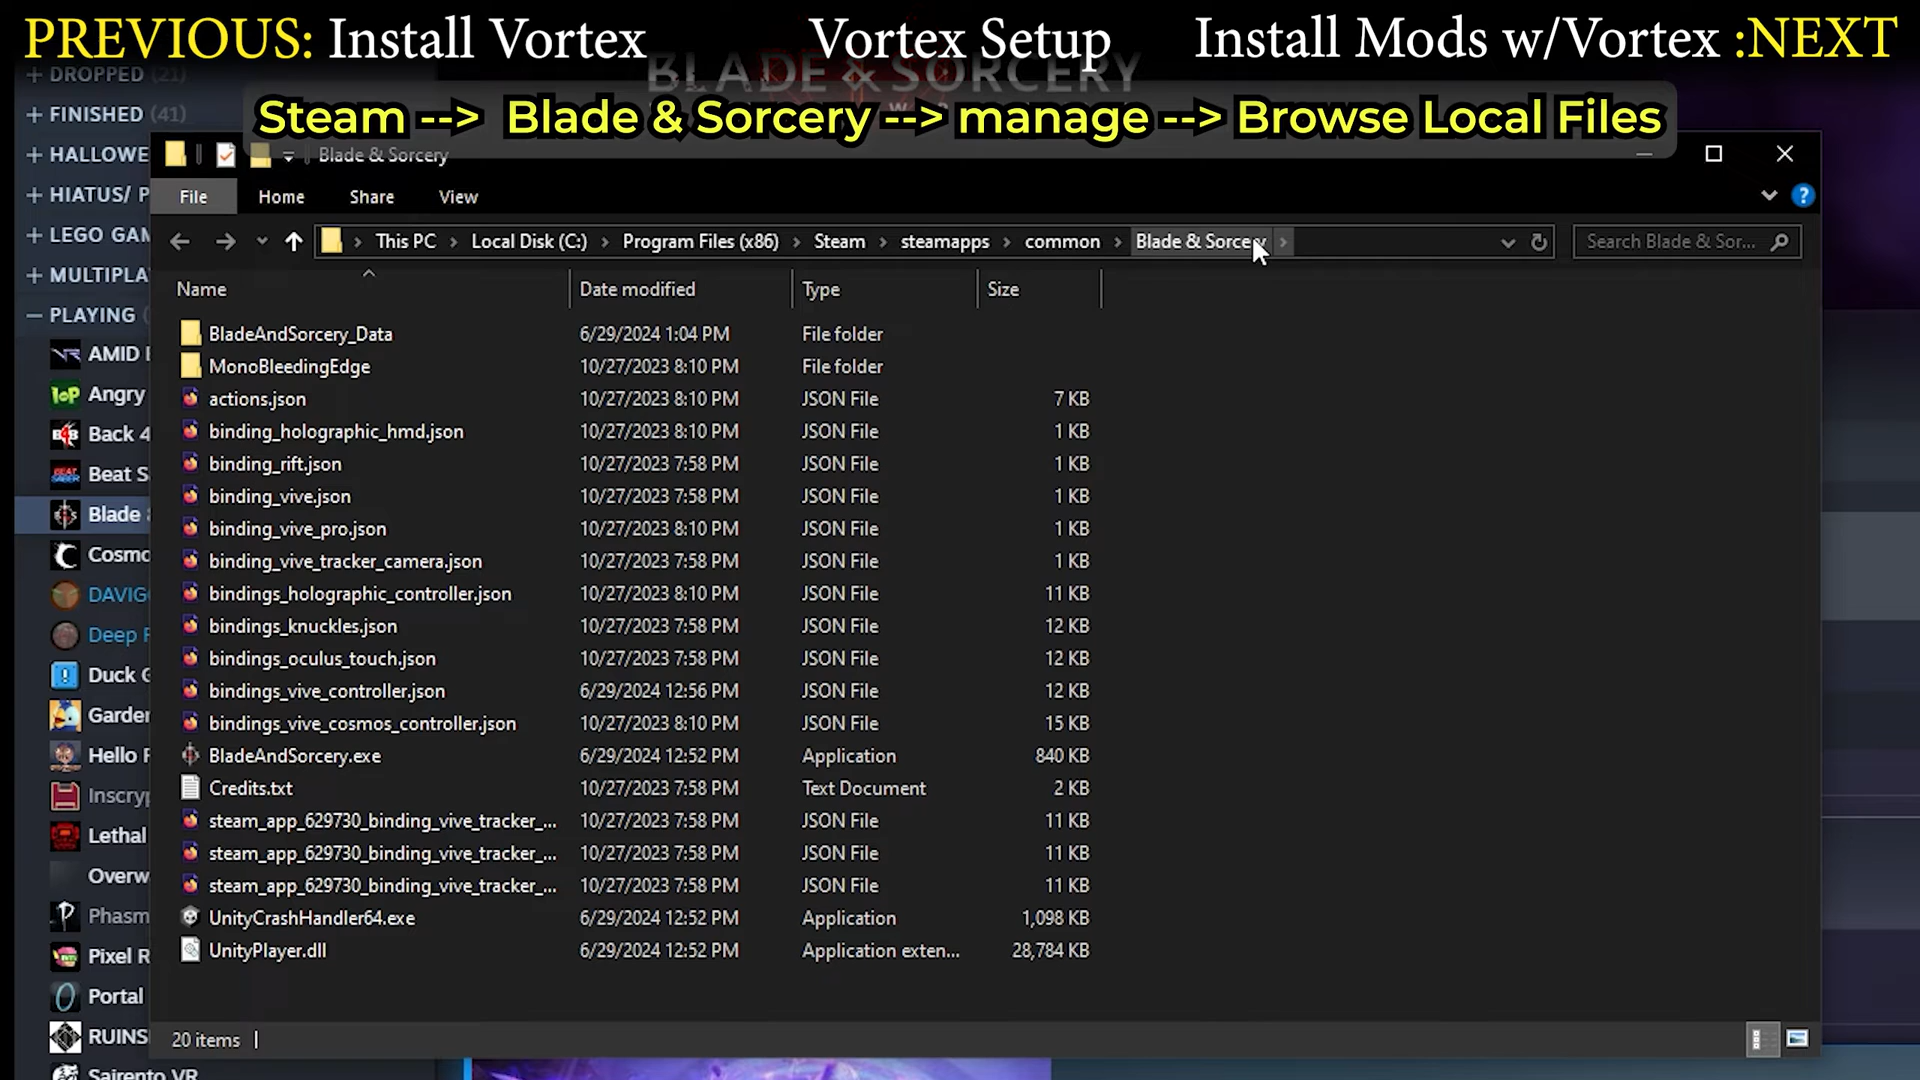 PREVIOUS: Install Vortex
Vortex Setup
Install Mods w/Vortex :NEXT
BLADE & SORCERY
Steam --> Blade & Sorcery --> manage --> Browse Local Files
+ DROPPED (21)
+ FINISHED (41)
+ HALLOWE
+ HIATUS/ P
+ LEGO GAM
+ MULTIPLA
— PLAYING (
AMID
Angry
Back 4
Beat S
Blade
Cosmo
DAVIG
Deep
Duck G
Garde
Hello
Inscry
Lethal
Overw
Phasm
Pixel R
Portal
RUINS
Sairento VR
Blade & Sorcery
File Home Share View
This PC > Local Disk (C:) > Program Files (x86) > Steam > steamapps > common > Blade & Sorcery >
Search Blade & Sor...
Name Date modified Type Size
BladeAndSorcery_Data 6/29/2024 1:04 PM File folder
MonoBleedingEdge 10/27/2023 8:10 PM File folder
actions.json 10/27/2023 8:10 PM JSON File 7 KB
binding_holographic_hmd.json 10/27/2023 8:10 PM JSON File 1 KB
binding_rift.json 10/27/2023 7:58 PM JSON File 1 KB
binding_vive.json 10/27/2023 7:58 PM JSON File 1 KB
binding_vive_pro.json 10/27/2023 8:10 PM JSON File 1 KB
binding_vive_tracker_camera.json 10/27/2023 7:58 PM JSON File 1 KB
bindings_holographic_controller.json 10/27/2023 8:10 PM JSON File 11 KB
bindings_knuckles.json 10/27/2023 7:58 PM JSON File 12 KB
bindings_oculus_touch.json 10/27/2023 7:58 PM JSON File 12 KB
bindings_vive_controller.json 6/29/2024 12:56 PM JSON File 12 KB
bindings_vive_cosmos_controller.json 10/27/2023 8:10 PM JSON File 15 KB
BladeAndSorcery.exe 6/29/2024 12:52 PM Application 840 KB
Credits.txt 10/27/2023 7:58 PM Text Document 2 KB
steam_app_629730_binding_vive_tracker_... 10/27/2023 7:58 PM JSON File 11 KB
steam_app_629730_binding_vive_tracker_... 10/27/2023 7:58 PM JSON File 11 KB
steam_app_629730_binding_vive_tracker_... 10/27/2023 7:58 PM JSON File 11 KB
UnityCrashHandler64.exe 6/29/2024 12:52 PM Application 1,098 KB
UnityPlayer.dll 6/29/2024 12:52 PM Application exten... 28,784 KB
20 items